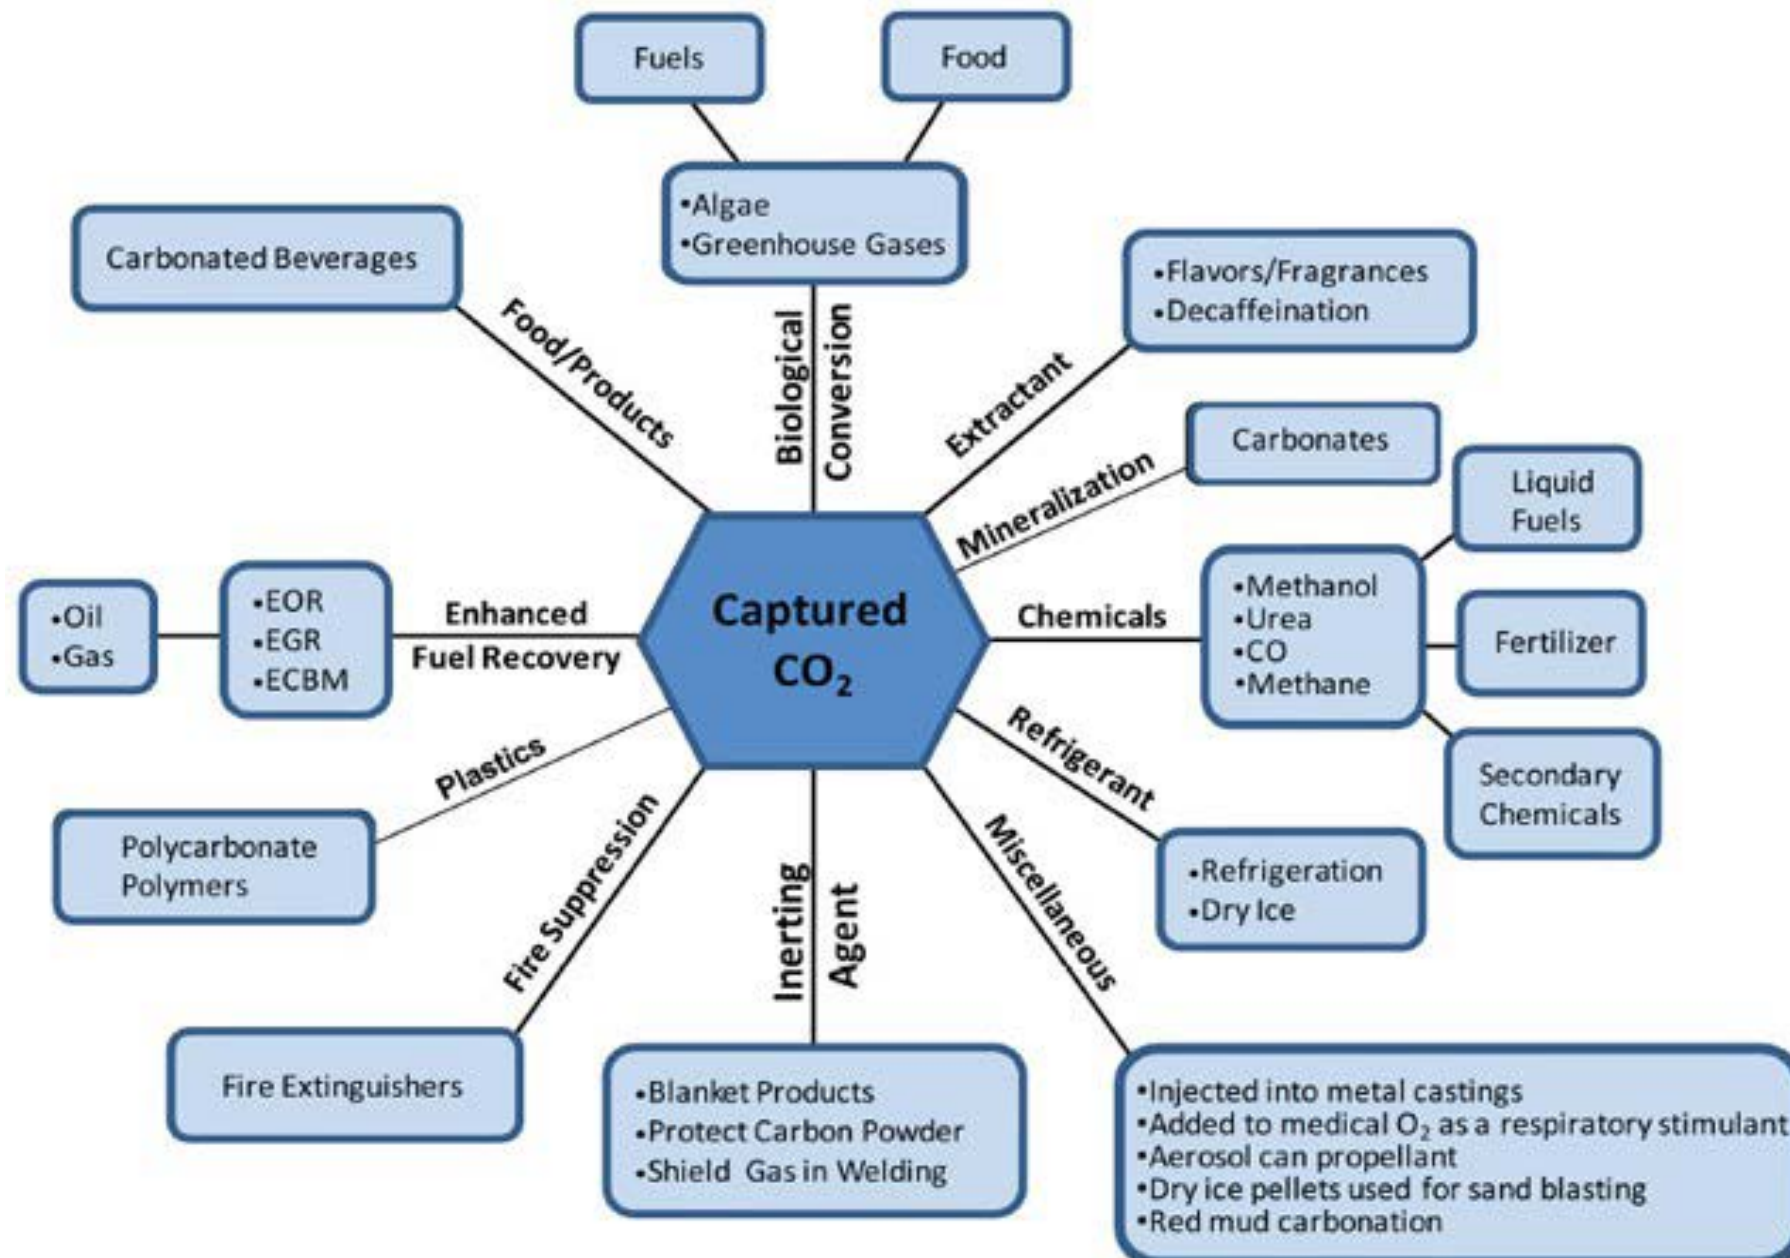 Fuels
Food
•Algae
•Greenhouse Gases
Carbonated Beverages
•Flavors/Fragrances
•Decaffeination
Food/Products
Biological
Conversion
Extractant
Mineralization
Carbonates
Liquid
Fuels
•Oil
•Gas
•EOR
•EGR
•ECBM
Enhanced
Fuel Recovery
Captured
CO₂
Chemicals
•Methanol
•Urea
•CO
•Methane
Fertilizer
Secondary
Chemicals
Plastics
Polycarbonate
Polymers
Refrigerant
•Refrigeration
•Dry Ice
Fire Suppression
Fire Extinguishers
Inerting
Agent
•Blanket Products
•Protect Carbon Powder
•Shield Gas in Welding
Miscellaneous
•Injected into metal castings
•Added to medical O₂ as a respiratory stimulant
•Aerosol can propellant
•Dry ice pellets used for sand blasting
•Red mud carbonation